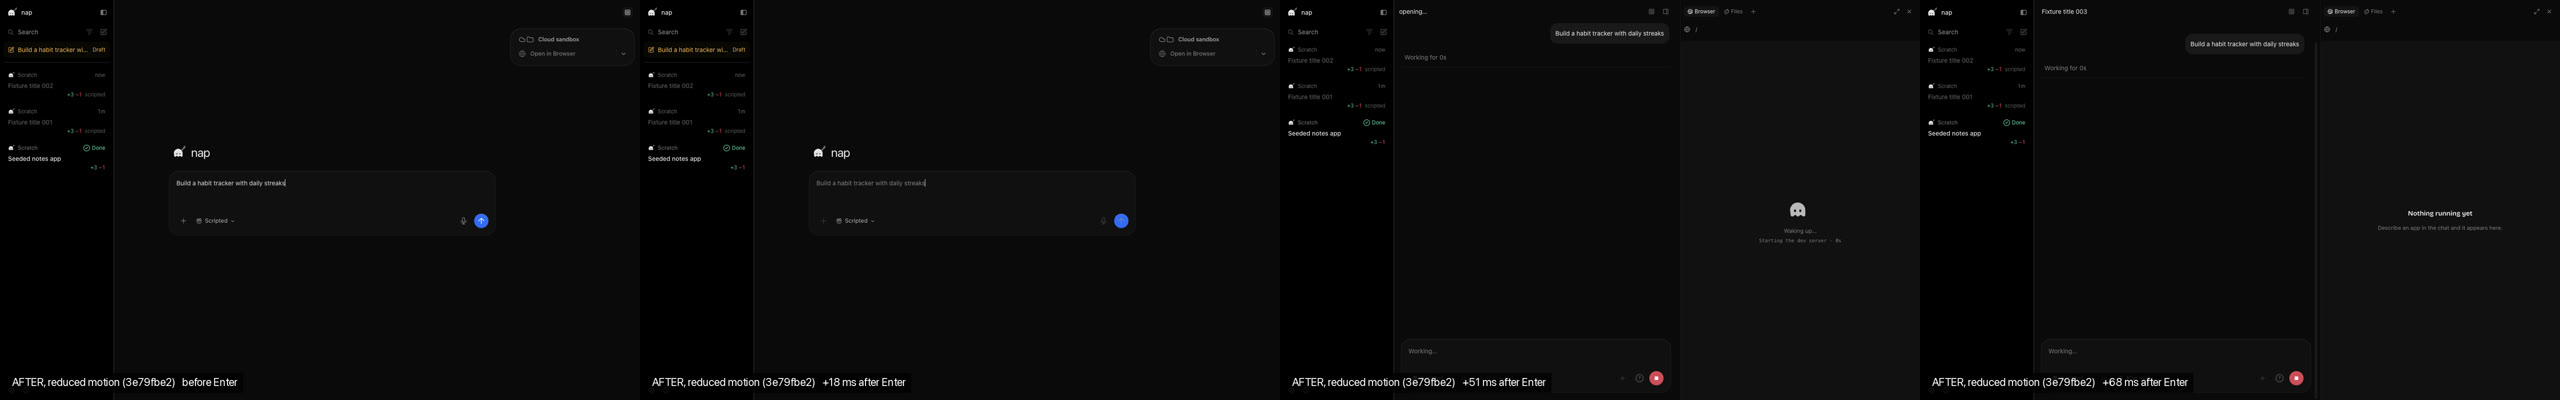 nap
Search
Build a habit tracker wi... Draft
Scratch now
Fixture title 002
+3 −1 scripted
Scratch 1m
Fixture title 001
+3 −1 scripted
Scratch Done
Seeded notes app
+3 −1
Cloud sandbox
Open in Browser
nap
Build a habit tracker with daily streaks
Scripted
AFTER, reduced motion (3e79fbe2) before Enter
nap
Search
Build a habit tracker wi... Draft
Scratch now
Fixture title 002
+3 −1 scripted
Scratch 1m
Fixture title 001
+3 −1 scripted
Scratch Done
Seeded notes app
+3 −1
Cloud sandbox
Open in Browser
nap
Build a habit tracker with daily streaks
Scripted
AFTER, reduced motion (3e79fbe2) +18 ms after Enter
nap
Search
Scratch now
Fixture title 002
+3 −1 scripted
Scratch 1m
Fixture title 001
+3 −1 scripted
Scratch Done
Seeded notes app
+3 −1
opening...
Build a habit tracker with daily streaks
Working for 0s
Working...
Browser Files
/
Waking up...
Starting the dev server · 0s
AFTER, reduced motion (3e79fbe2) +51 ms after Enter
nap
Search
Scratch now
Fixture title 002
+3 −1 scripted
Scratch 1m
Fixture title 001
+3 −1 scripted
Scratch Done
Seeded notes app
+3 −1
Fixture title 003
Build a habit tracker with daily streaks
Working for 0s
Working...
Browser Files
/
Nothing running yet
Describe an app in the chat and it appears here.
AFTER, reduced motion (3e79fbe2) +68 ms after Enter